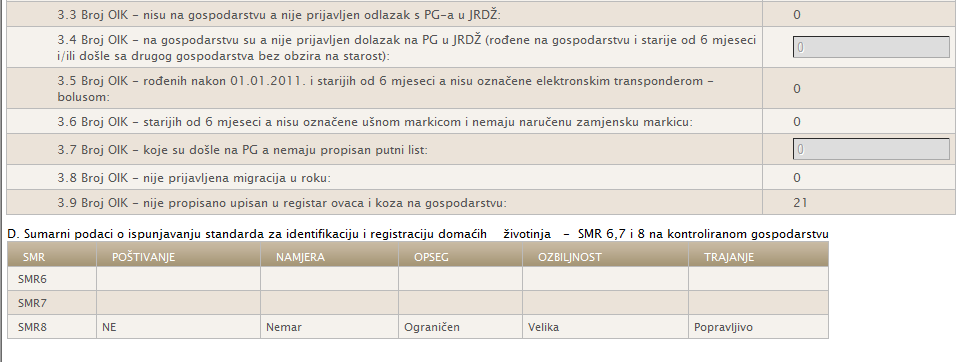 3.3 Broj OIK – nisu na gospodarstvu a nije prijavljen odlazak s PG-a u JRDŽ: 0
3.4 Broj OIK – na gospodarstvu su a nije prijavljen dolazak na PG u JRDŽ (rođene na gospodarstvu i starije od 6 mjeseci
i/ili došle sa drugog gospodarstva bez obzira na starost): 0
3.5 Broj OIK – rođenih nakon 01.01.2011. i starijih od 6 mjeseci a nisu označene elektronskim transponderom –
bolusom: 0
3.6 Broj OIK – starijih od 6 mjeseci a nisu označene ušnom markicom i nemaju naručenu zamjensku markicu: 0
3.7 Broj OIK – koje su došle na PG a nemaju propisan putni list: 0
3.8 Broj OIK – nije prijavljena migracija u roku: 0
3.9 Broj OIK – nije propisano upisan u registar ovaca i koza na gospodarstvu: 21
D. Sumarni podaci o ispunjavanju standarda za identifikaciju i registraciju domaćih životinja – SMR 6,7 i 8 na kontroliranom gospodarstvu
SMR POŠTIVANJE NAMJERA OPSEG OZBILJNOST TRAJANJE
SMR6
SMR7
SMR8 NE Nemar Ograničen Velika Popravljivo